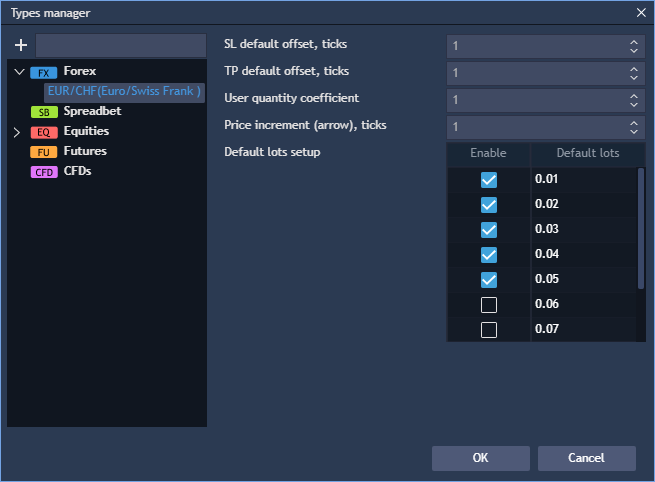 Types manager
FX Forex
EUR/CHF(Euro/Swiss Frank )
SB Spreadbet
EQ Equities
FU Futures
CFD CFDs
SL default offset, ticks 1
TP default offset, ticks 1
User quantity coefficient 1
Price increment (arrow), ticks 1
Default lots setup
Enable Default lots
0.01
0.02
0.03
0.04
0.05
0.06
0.07
OK Cancel